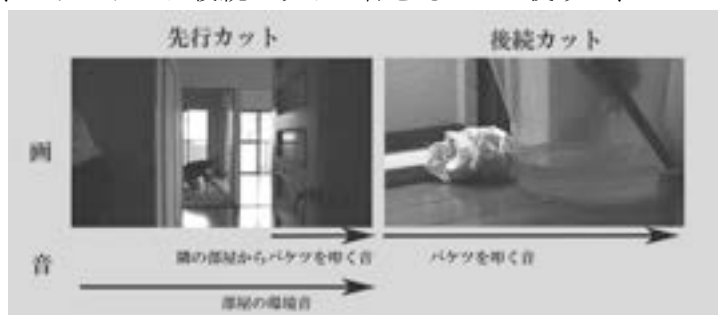 先行カット 後続カット
画
隣の部屋からバケツを叩く音 バケツを叩く音
音
部屋の環境音